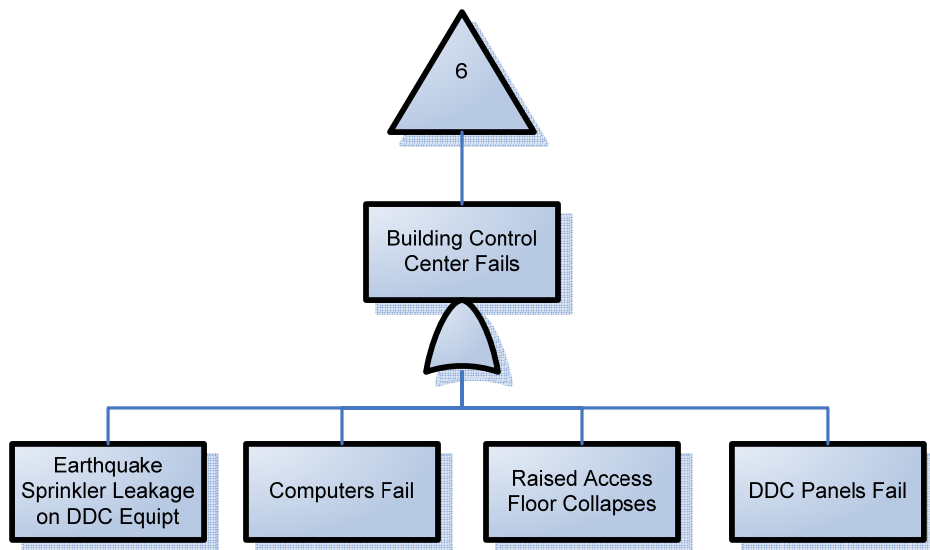 6
Building Control
Center Fails
Earthquake
Sprinkler Leakage
on DDC Equipt
Computers Fail
Raised Access
Floor Collapses
DDC Panels Fail